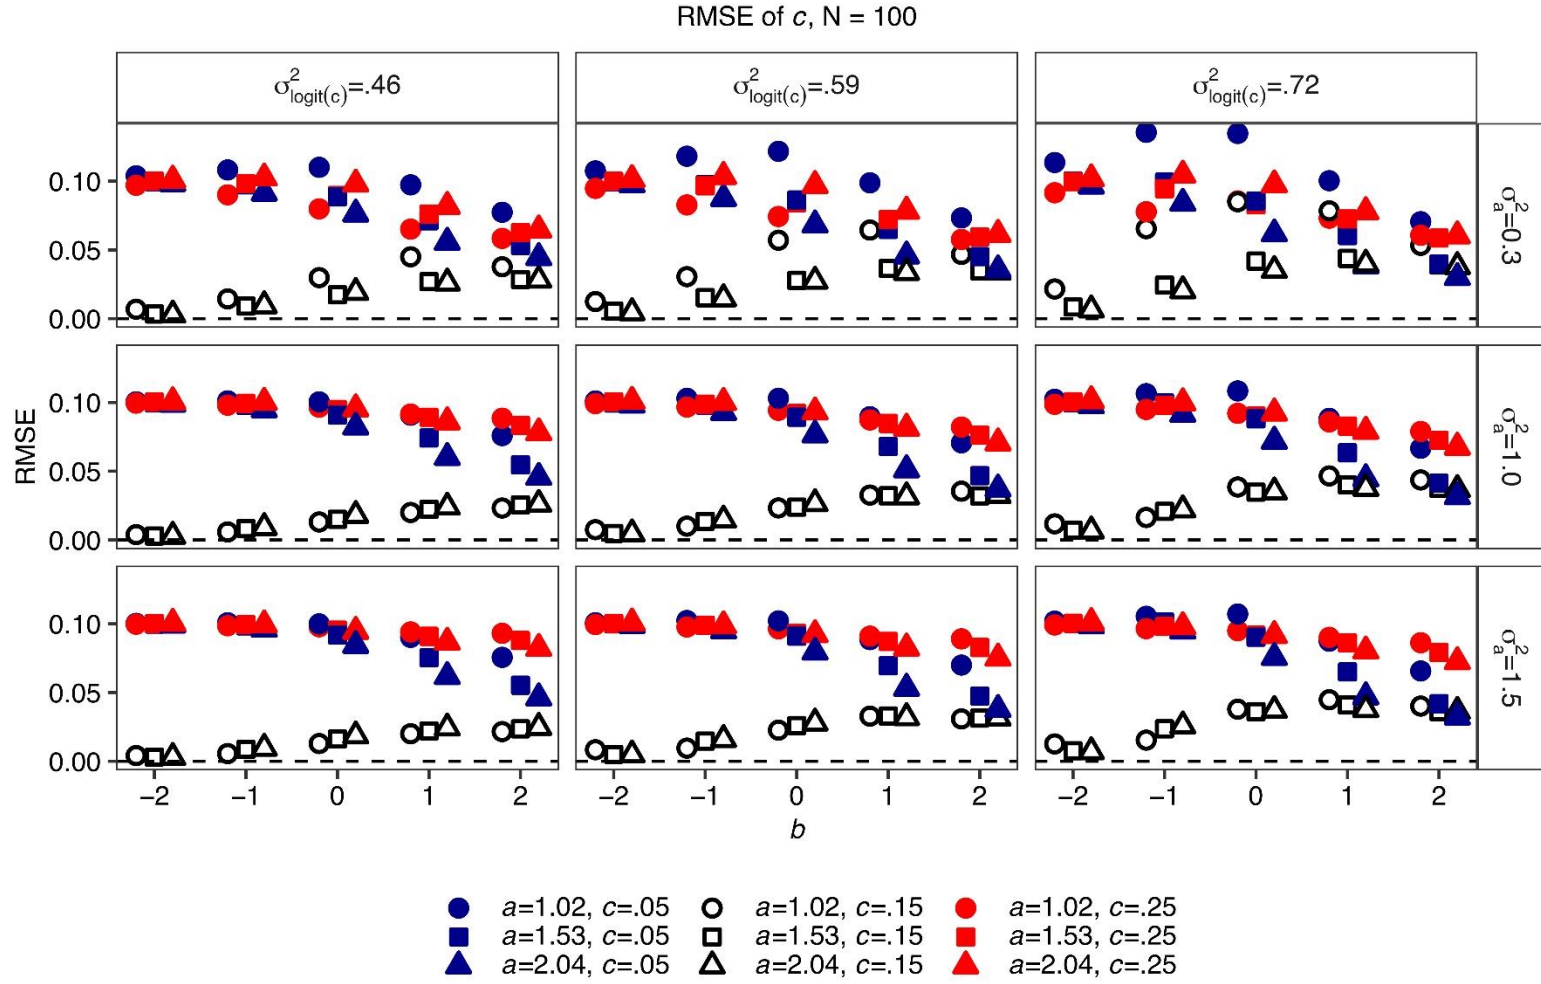 RMSE of c, N = 100
σ²logit(c)=.46 σ²logit(c)=.59 σ²logit(c)=.72
0.10
0.05
0.00
σ²a=0.3
0.10
0.05
0.00
σ²a=1.0
RMSE
0.10
0.05
0.00
σ²a=1.5
−2 −1 0 1 2 −2 −1 0 1 2 −2 −1 0 1 2
b
a=1.02, c=.05 a=1.02, c=.15 a=1.02, c=.25
a=1.53, c=.05 a=1.53, c=.15 a=1.53, c=.25
a=2.04, c=.05 a=2.04, c=.15 a=2.04, c=.25